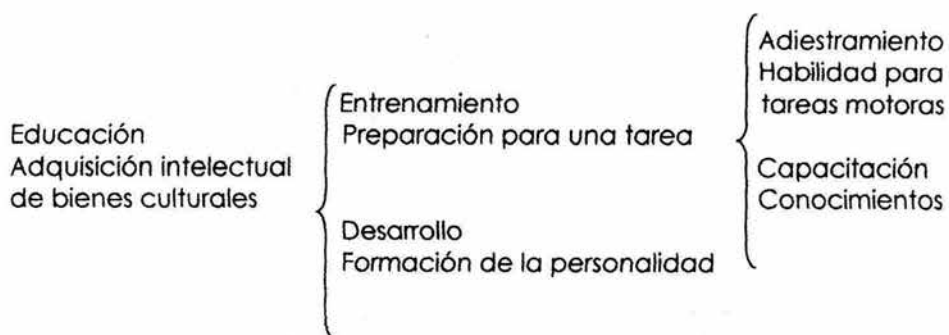 Educación
Adquisición intelectual
de bienes culturales
Entrenamiento
Preparación para una tarea
Desarrollo
Formación de la personalidad
Adiestramiento
Habilidad para
tareas motoras
Capacitación
Conocimientos